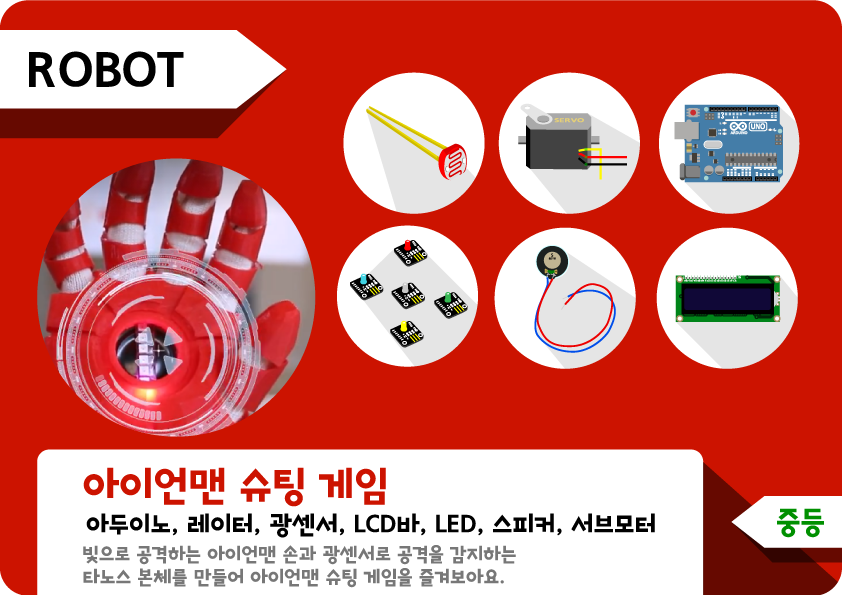 ROBOT
SERVO
UNO
ARDUINO
아이언맨 슈팅 게임
아두이노, 레이터, 광센서, LCD바, LED, 스피커, 서브모터
중등
빛으로 공격하는 아이언맨 손과 광센서로 공격을 감지하는
타노스 본체를 만들어 아이언맨 슈팅 게임을 즐겨보아요.